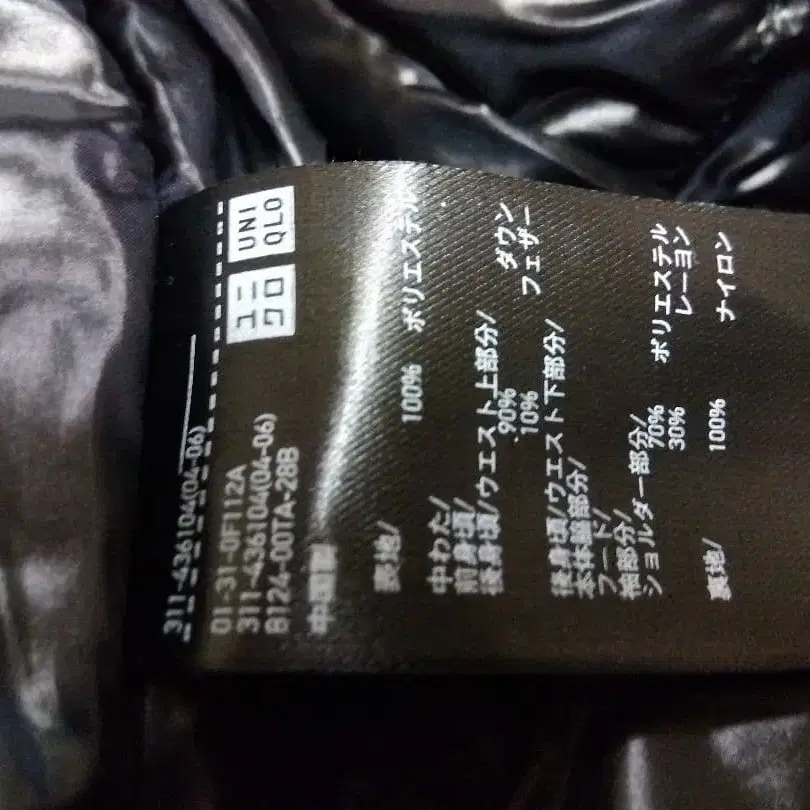 311-436104(04-06)
ユニクロ
UNI
QLO
01-31-0F112A
311-436104(04-06)
B124-00TA-28B
中国製
表地/
100% ポリエステル
中わた/
前身頃/
後身頃/ウエスト上部分/
90% ダウン
10% フェザー
後身頃/ウエスト下部分/
本体脇部分/
フード/
袖部分/
ショルダー部分/
70% ポリエステル
30% レーヨン
裏地/
100% ナイロン